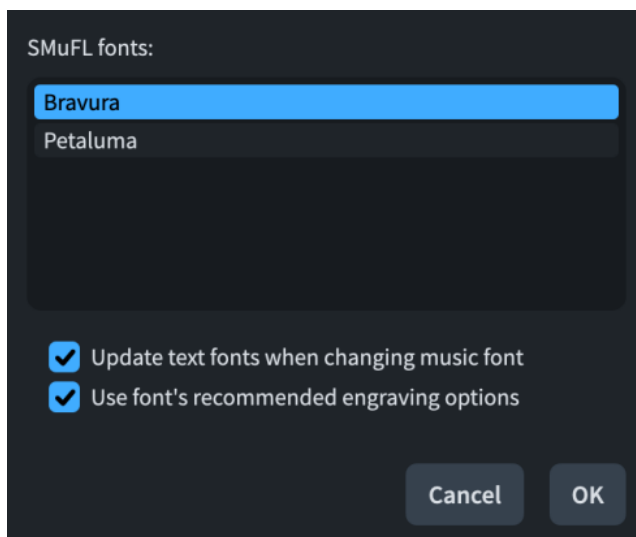 SMuFL fonts:
Bravura
Petaluma
Update text fonts when changing music font
Use font's recommended engraving options
Cancel OK